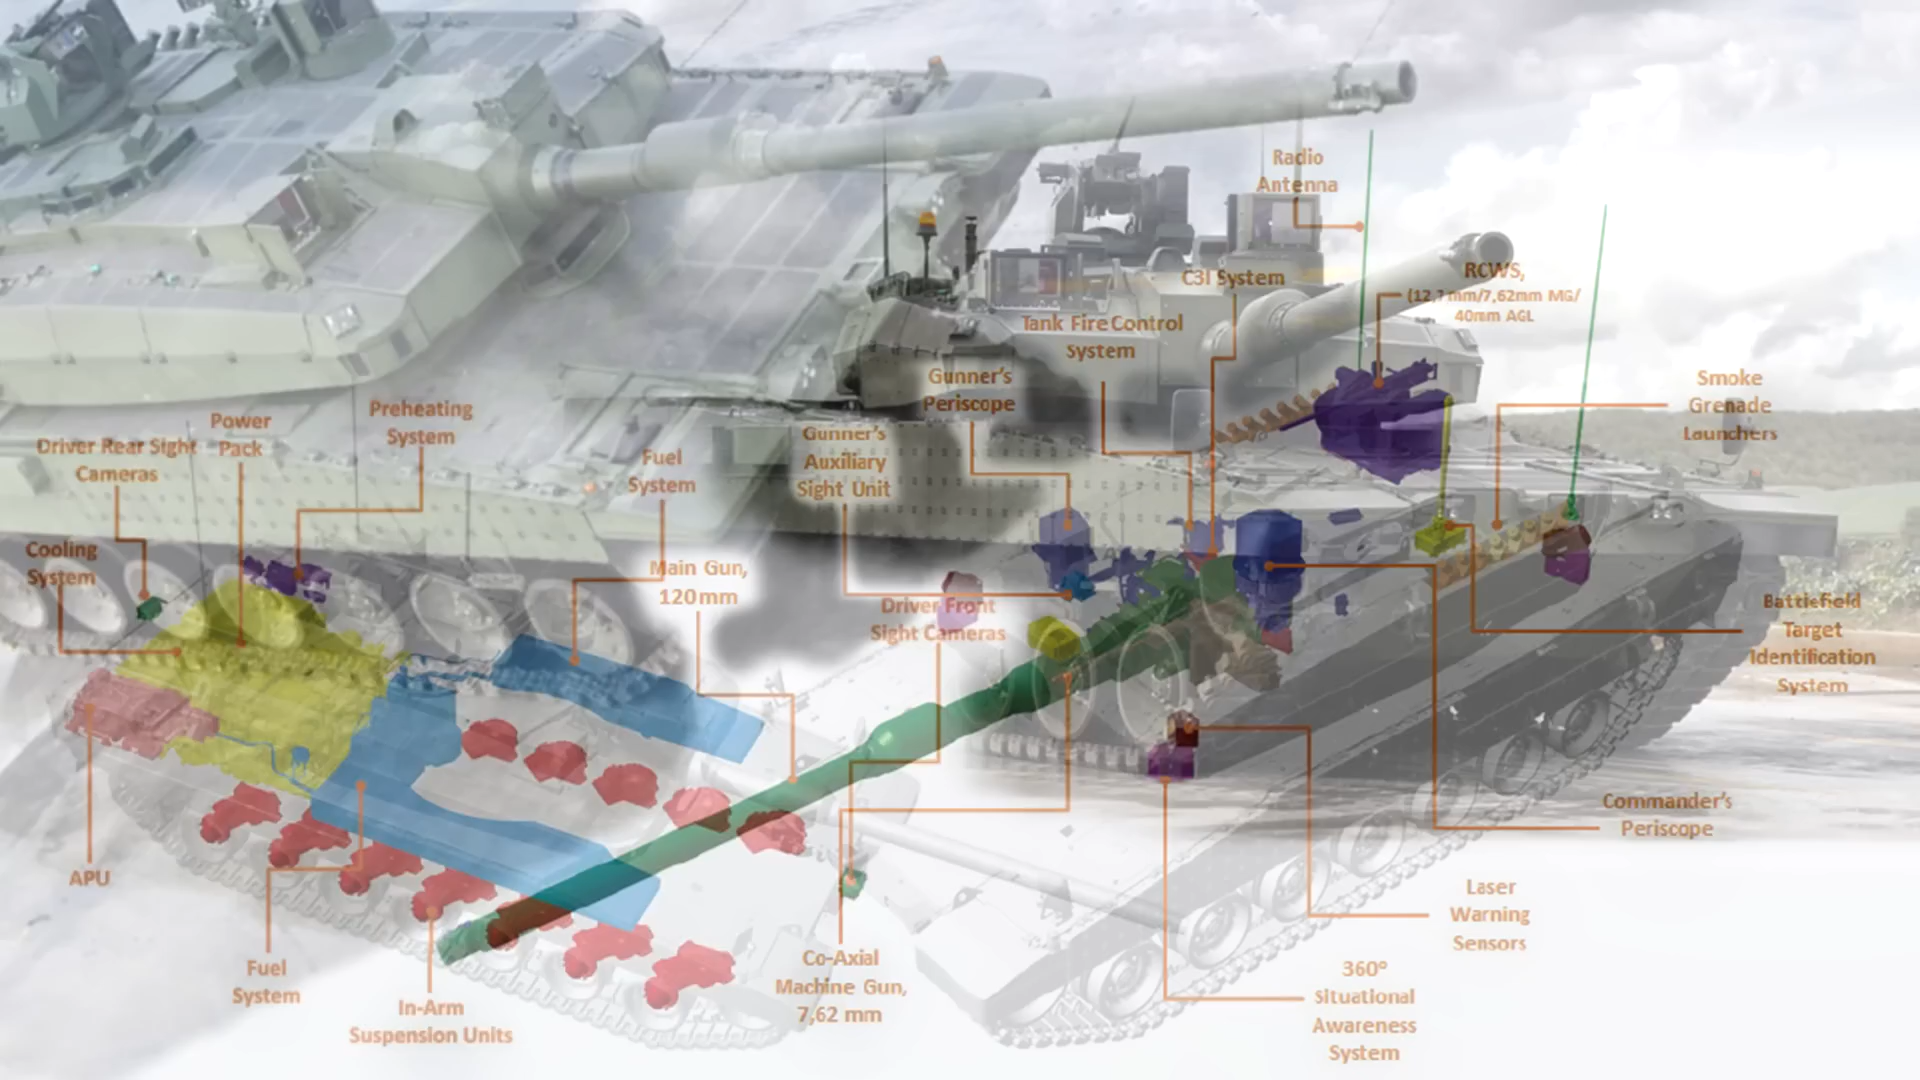 Radio
Antenna
C3I System
RCWS,
(12,7mm/7,62mm MG/
40mm AGL
Tank Fire Control
System
Gunner's
Periscope
Smoke
Grenade
Launchers
Preheating
System
Power
Pack
Driver Rear Sight
Cameras
Gunner's
Auxiliary
Sight Unit
Fuel
System
Cooling
System
Main Gun,
120mm
Driver Front
Sight Cameras
Battlefield
Target
Identification
System
Commander's
Periscope
APU
Laser
Warning
Sensors
Fuel
System
In-Arm
Suspension Units
Co-Axial
Machine Gun,
7,62 mm
360°
Situational
Awareness
System